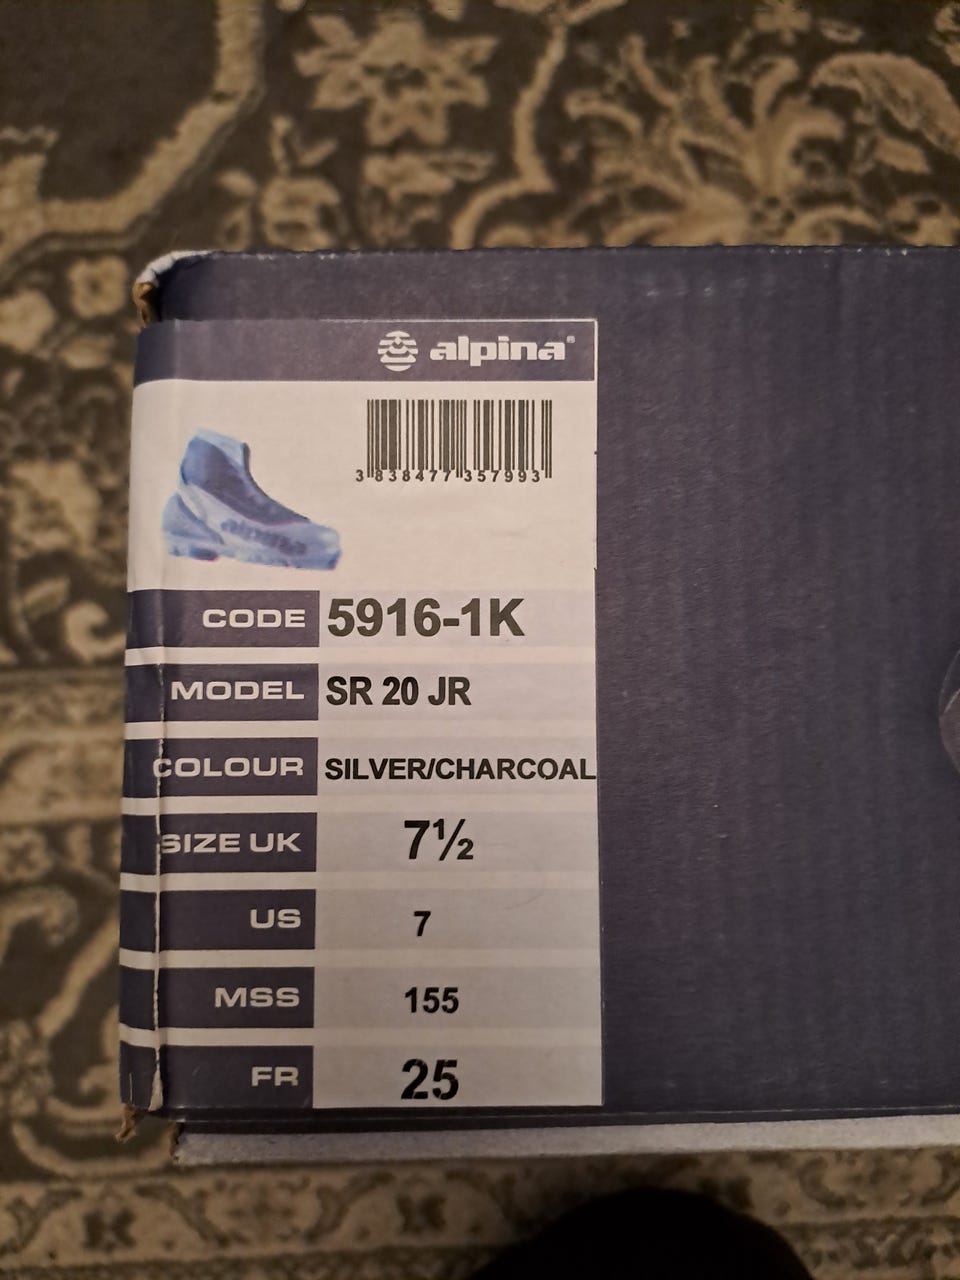 alpina®
3 838477 357993
alpina
CODE 5916-1K
MODEL SR 20 JR
COLOUR SILVER/CHARCOAL
SIZE UK 7½
US 7
MSS 155
FR 25